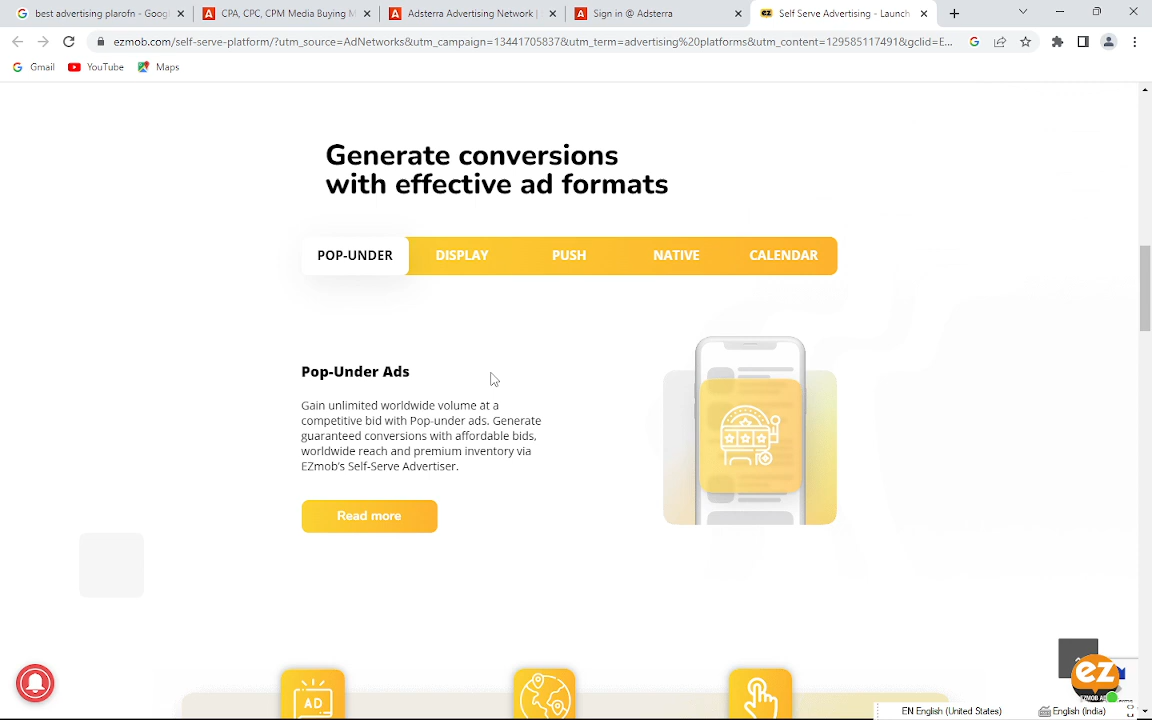 best advertising plarofn - Googl
CPA, CPC, CPM Media Buying M
Adsterra Advertising Network |
Sign in @ Adsterra
ez
Self Serve Advertising - Launch
ezmob.com/self-serve-platform/?utm_source=AdNetworks&utm_campaign=13441705837&utm_term=advertising%20platforms&utm_content=129585117491&gclid=E...
Gmail
YouTube
Maps
Generate conversions
with effective ad formats
POP-UNDER
DISPLAY
PUSH
NATIVE
CALENDAR
Pop-Under Ads
Gain unlimited worldwide volume at a
competitive bid with Pop-under ads. Generate
guaranteed conversions with affordable bids,
worldwide reach and premium inventory via
EZmob's Self-Serve Advertiser.
Read more
AD
ez
EN English (United States)
English (India)